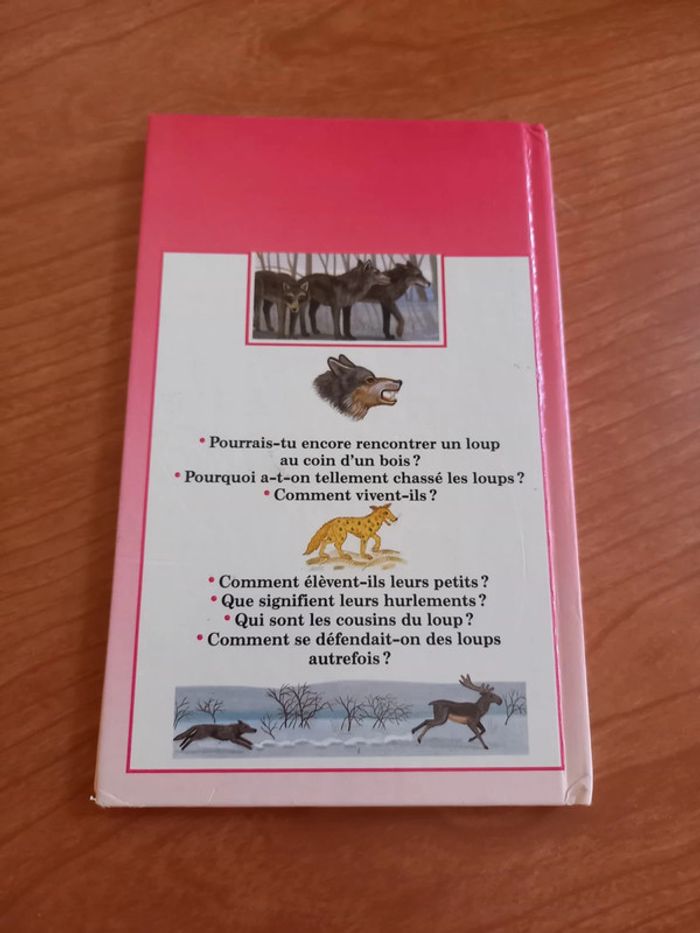 • Pourrais-tu encore rencontrer un loup
au coin d'un bois ?
• Pourquoi a-t-on tellement chassé les loups ?
• Comment vivent-ils ?
• Comment élèvent-ils leurs petits ?
• Que signifient leurs hurlements ?
• Qui sont les cousins du loup ?
• Comment se défendait-on des loups
autrefois ?